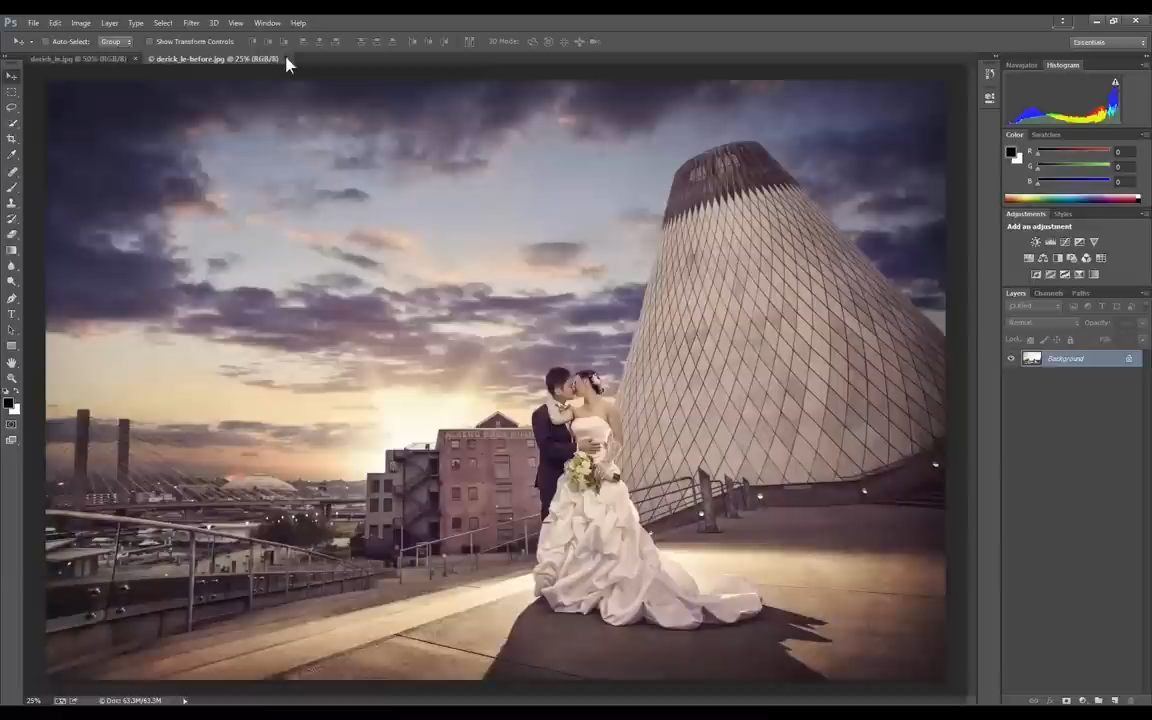 Ps File Edit Image Layer Type Select Filter 3D View Window Help
Auto-Select: Group Show Transform Controls 3D Mode: Essentials
derick_le.jpg @ 50% (RGB/8) × © derick_le-before.jpg @ 25% (RGB/8)
Navigator Histogram
Color Swatches
R 0
G 0
B 0
Adjustments Styles
Add an adjustment
Layers Channels Paths
Kind
Normal Opacity:
Lock: Fill:
Background
25% © Doc: 63.3M/63.3M